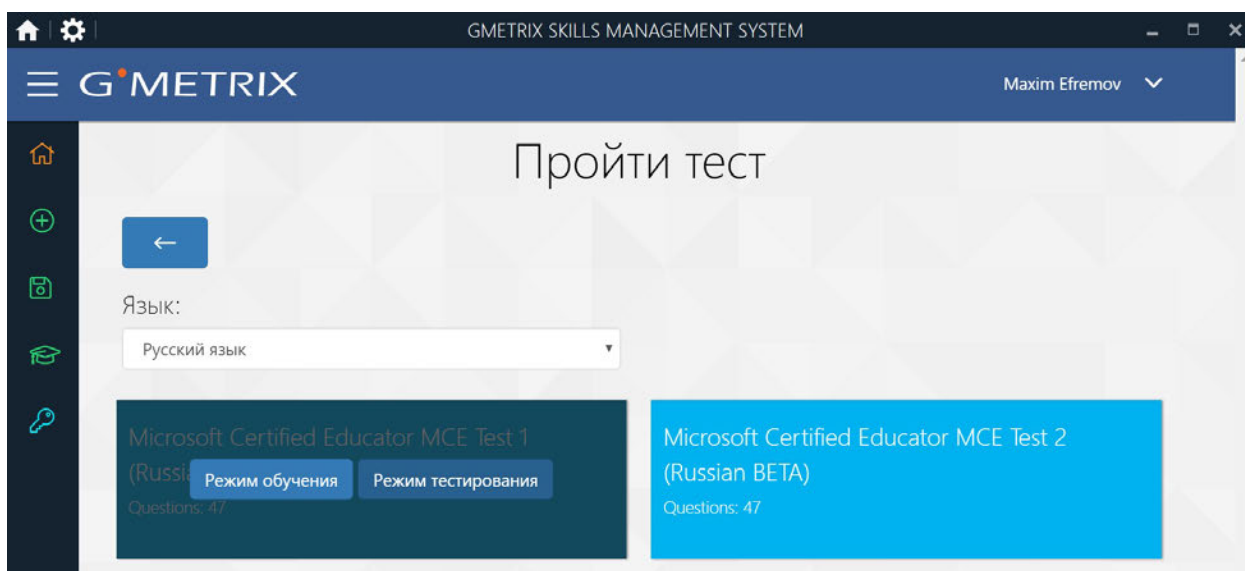 GMETRIX SKILLS MANAGEMENT SYSTEM
G METRIX
Maxim Efremov
Пройти тест
Язык:
Русский язык
Microsoft Certified Educator MCE Test 1
(Russi
Режим обучения
Режим тестирования
Questions: 47
Microsoft Certified Educator MCE Test 2
(Russian BETA)
Questions: 47